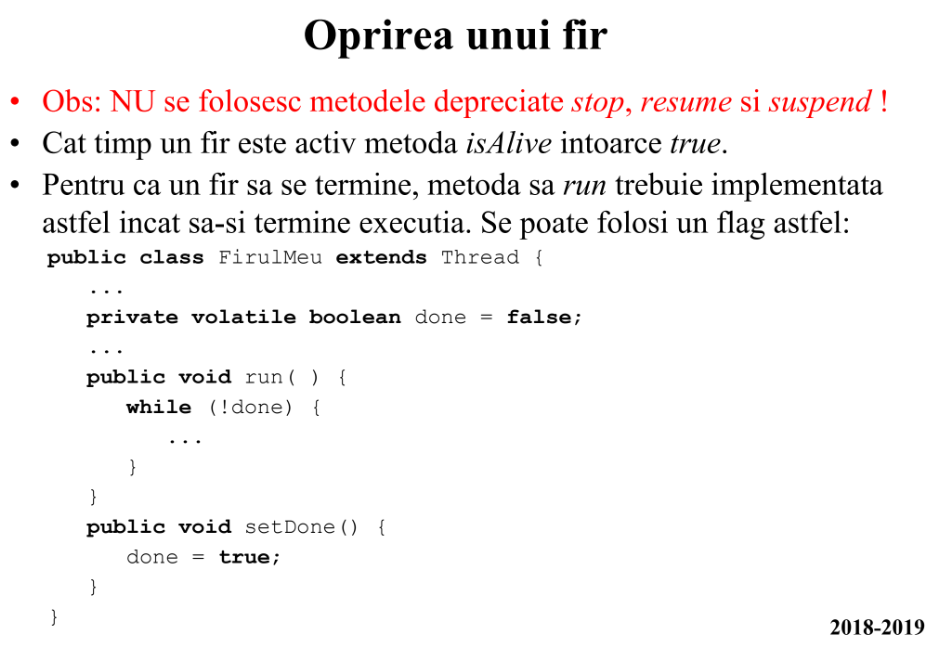 Oprirea unui fir
• Obs: NU se folosesc metodele depreciate stop, resume si suspend !
• Cat timp un fir este activ metoda isAlive intoarce true.
• Pentru ca un fir sa se termine, metoda sa run trebuie implementata
astfel incat sa-si termine executia. Se poate folosi un flag astfel:
public class FirulMeu extends Thread {
...
private volatile boolean done = false;
...
public void run( ) {
while (!done) {
...
}
}
public void setDone() {
done = true;
}
}
2018-2019